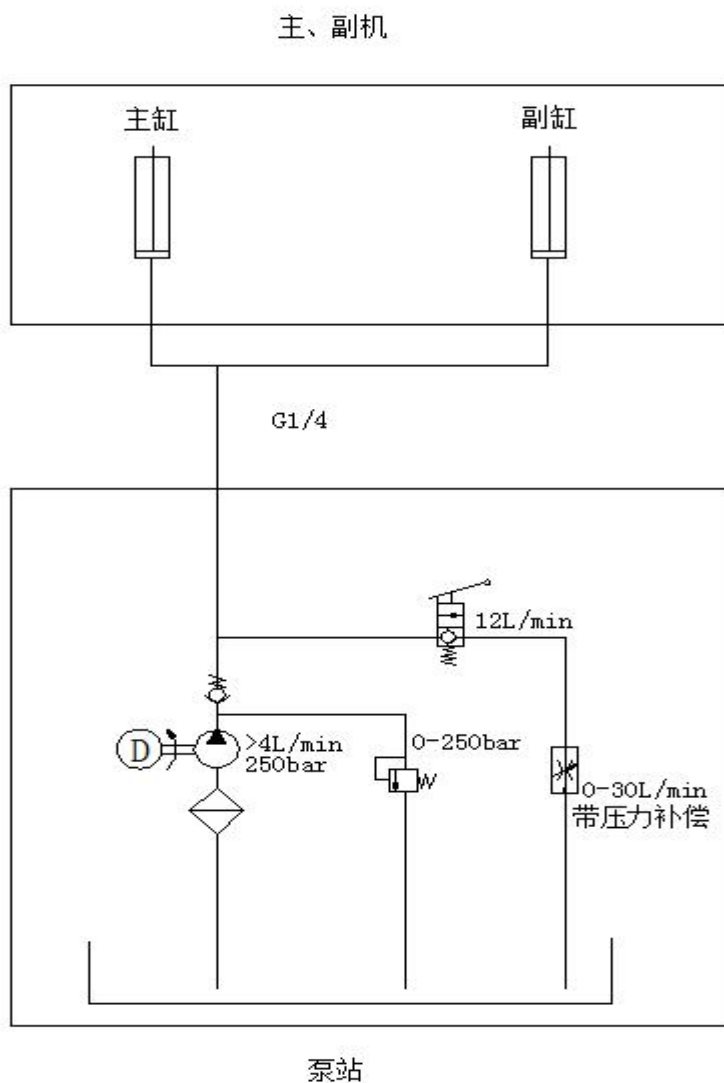 主、副机
主缸
副缸
G1/4
12L/min
D
>4L/min
250bar
0-250bar
0-30L/min
带压力补偿
泵站